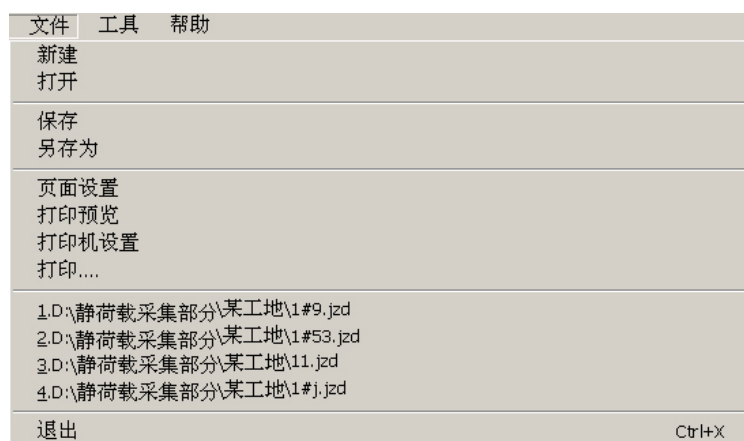 文件 工具 帮助
新建
打开
保存
另存为
页面设置
打印预览
打印机设置
打印....
1.D:\静荷载采集部分\某工地\1#9.jzd
2.D:\静荷载采集部分\某工地\1#53.jzd
3.D:\静荷载采集部分\某工地\11.jzd
4.D:\静荷载采集部分\某工地\1#j.jzd
退出 Ctrl+X